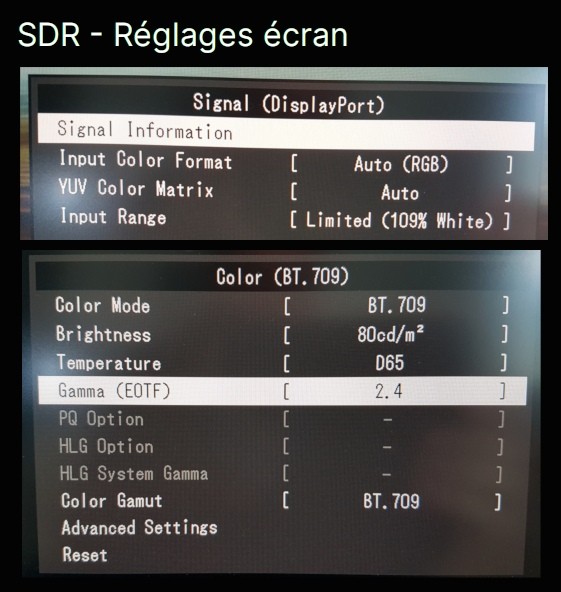 SDR - Réglages écran
Signal (DisplayPort)
Signal Information
Input Color Format [ Auto (RGB) ]
YUV Color Matrix [ Auto ]
Input Range [ Limited (109% White) ]
Color (BT.709)
Color Mode [ BT.709 ]
Brightness [ 80cd/m² ]
Temperature [ D65 ]
Gamma (EOTF) [ 2.4 ]
PQ Option [ – ]
HLG Option [ – ]
HLG System Gamma [ – ]
Color Gamut [ BT.709 ]
Advanced Settings
Reset